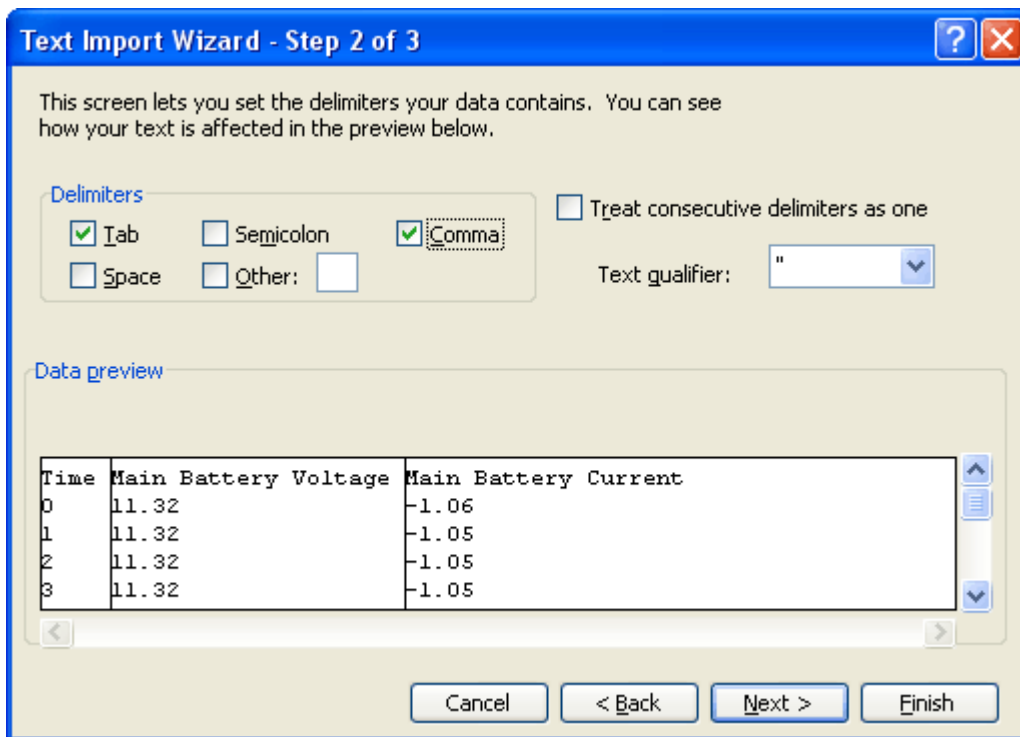 Text Import Wizard - Step 2 of 3
This screen lets you set the delimiters your data contains. You can see
how your text is affected in the preview below.
Delimiters
Tab
Semicolon
Comma
Space
Other:
Treat consecutive delimiters as one
Text qualifier: "
Data preview
Time Main Battery Voltage Main Battery Current
0 11.32 -1.06
1 11.32 -1.05
2 11.32 -1.05
3 11.32 -1.05
Cancel
< Back
Next >
Finish